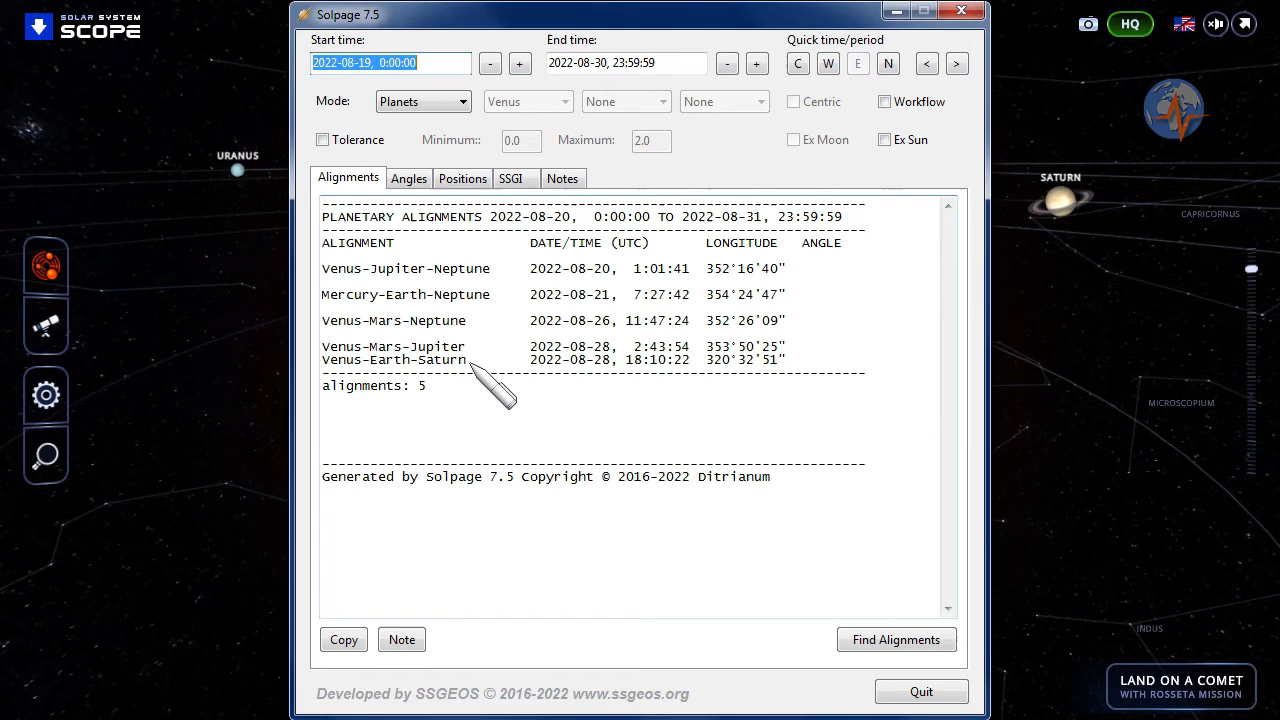 SOLAR SYSTEM
SCOPE
Solpage 7.5
HQ
Start time:
End time:
Quick time/period
2022-08-19, 0:00:00
-
+
2022-08-30, 23:59:59
-
+
C
W
E
N
<
>
Mode:
Planets
Venus
None
None
Centric
Workflow
Tolerance
Minimum::
0.0
Maximum:
2.0
Ex Moon
Ex Sun
URANUS
SATURN
CAPRICORNUS
Alignments
Angles
Positions
SSGI
Notes
--------------------------------------------------------------------
PLANETARY ALIGNMENTS 2022-08-20, 0:00:00 TO 2022-08-31, 23:59:59
--------------------------------------------------------------------
ALIGNMENT DATE/TIME (UTC) LONGITUDE ANGLE
Venus-Jupiter-Neptune 2022-08-20, 1:01:41 352°16'40"
Mercury-Earth-Neptune 2022-08-21, 7:27:42 354°24'47"
Venus-Mars-Neptune 2022-08-26, 11:47:24 352°26'09"
Venus-Mars-Jupiter 2022-08-28, 2:43:54 353°50'25"
Venus-Earth-Saturn 2022-08-28, 18:10:22 320°32'51"
--------------------------------------------------------------------
alignments: 5
--------------------------------------------------------------------
Generated by Solpage 7.5 Copyright © 2016-2022 Ditrianum
MICROSCOPIUM
INDUS
Copy
Note
Find Alignments
Developed by SSGEOS © 2016-2022 www.ssgeos.org
Quit
LAND ON A COMET
WITH ROSSETA MISSION